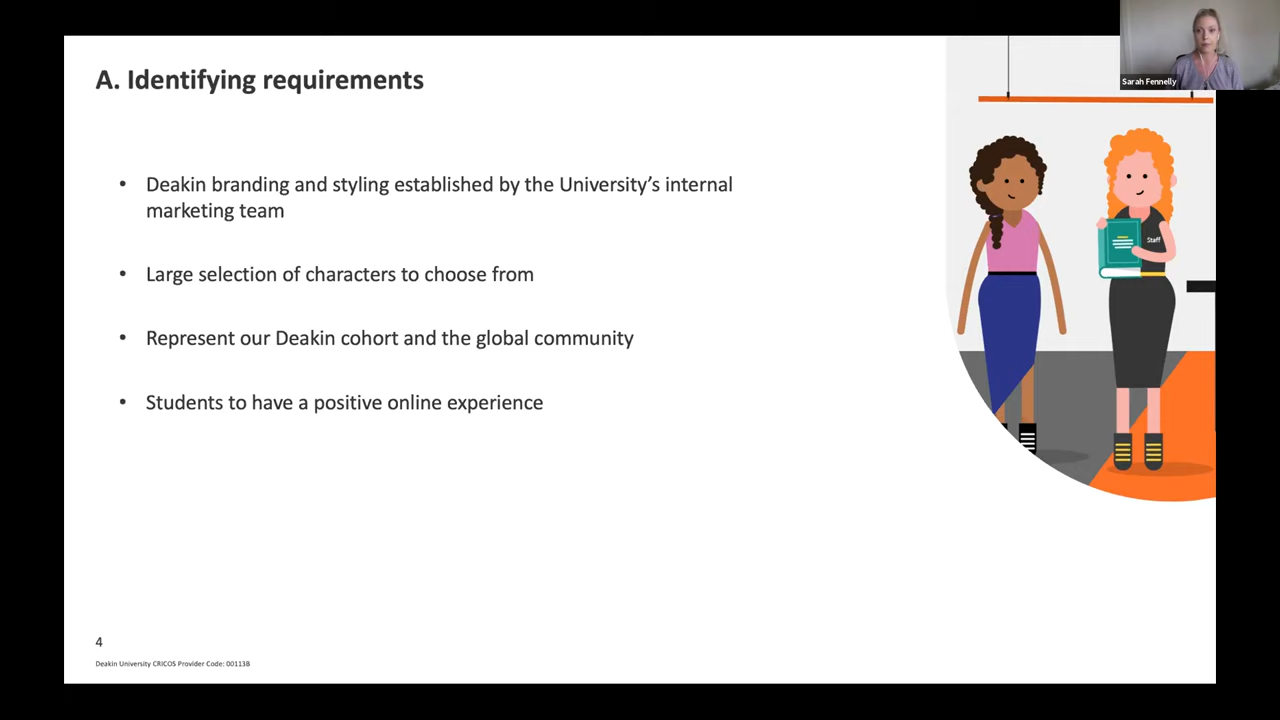 A. Identifying requirements
• Deakin branding and styling established by the University's internal
marketing team
• Large selection of characters to choose from
• Represent our Deakin cohort and the global community
• Students to have a positive online experience
Sarah Fennelly
Staff
4
Deakin University CRICOS Provider Code: 00113B